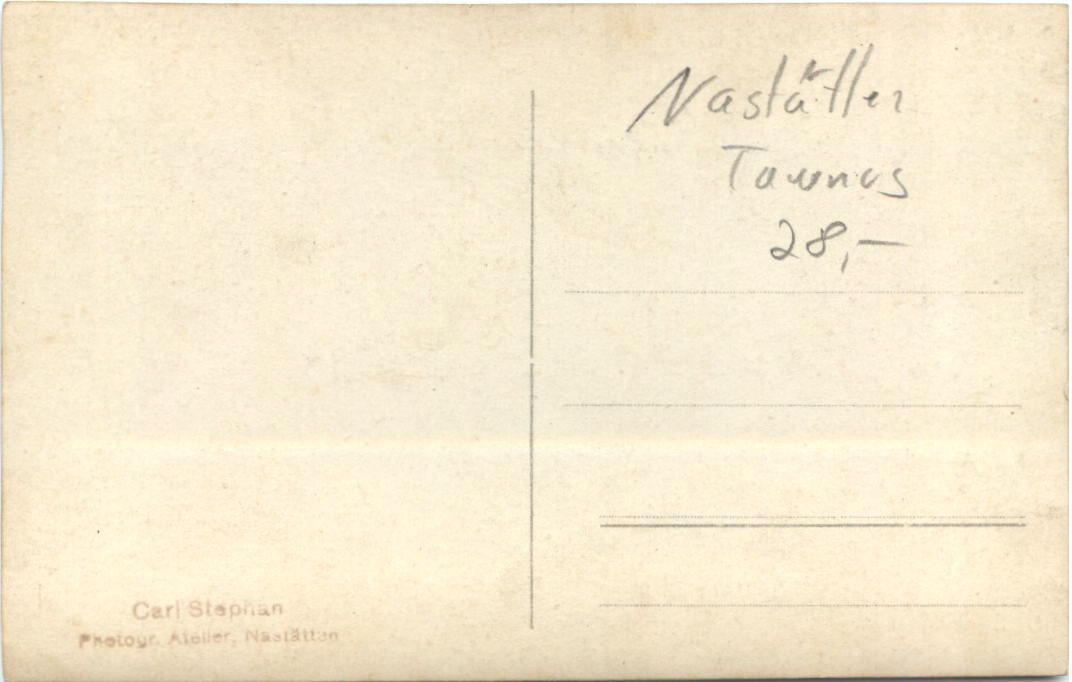 Nastätten
Taunus
28,-
Carl Stephan
Photogr. Atelier, Nastätten